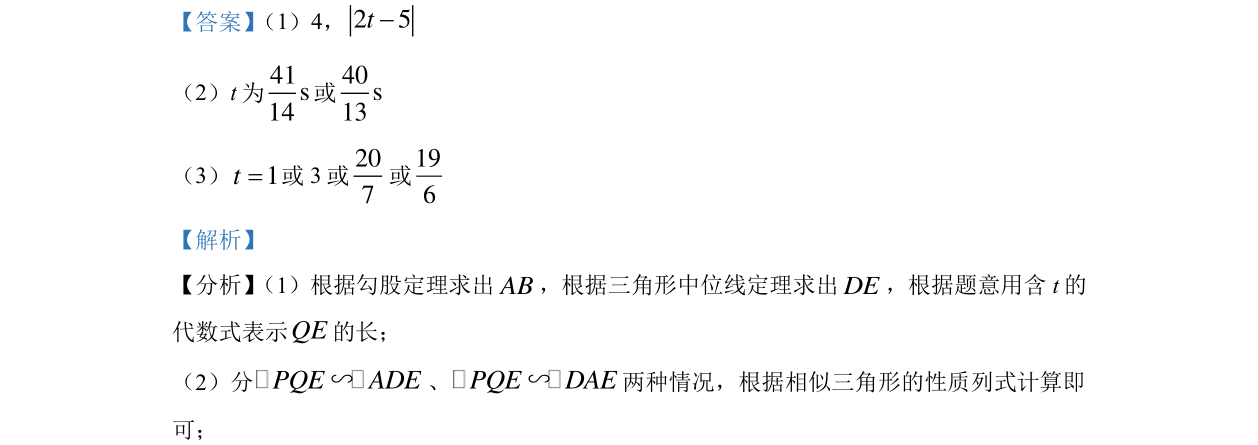 【答案】（1）4，|2t－5|
（2）t 为 41/14 s 或 40/13 s
（3）t＝1或 3 或 20/7 或 19/6
【解析】
【分析】（1）根据勾股定理求出 AB ，根据三角形中位线定理求出 DE ，根据题意用含 t 的
代数式表示 QE 的长；
（2）分□PQE∽□ADE 、□PQE∽□DAE 两种情况，根据相似三角形的性质列式计算即
可；